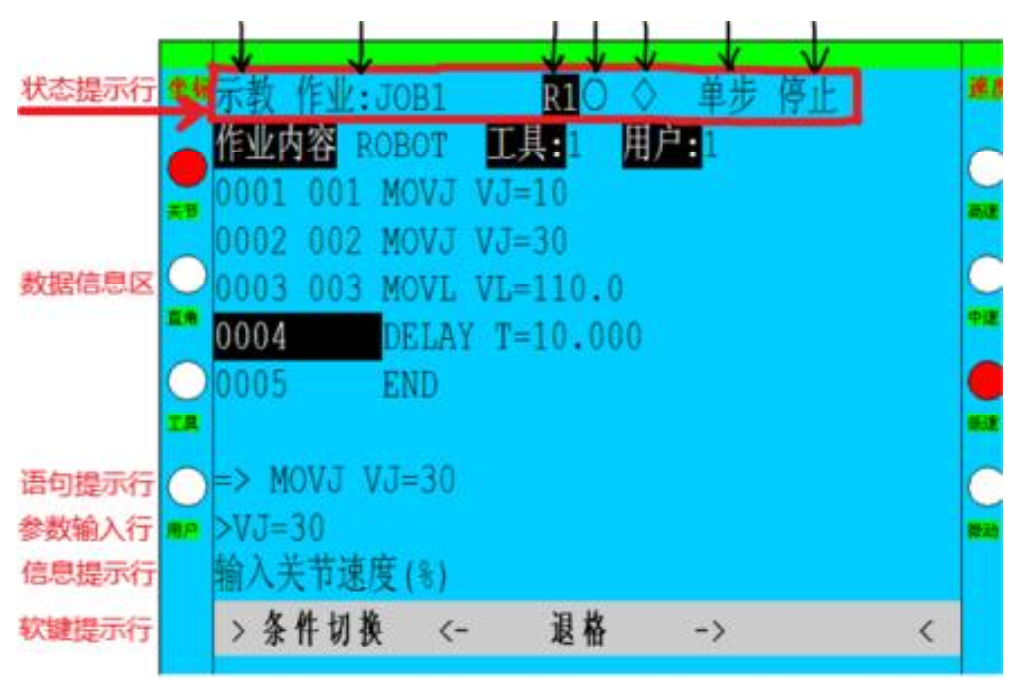 状态提示行 坐标 示教 作业:JOB1 R1○ ◇ 单步 停止 速度
作业内容 ROBOT 工具:1 用户:1
0001 001 MOVJ VJ=10
关节 高速
0002 002 MOVJ VJ=30
数据信息区 0003 003 MOVL VL=110.0
直角 中速
0004 DELAY T=10.000
0005 END
工具 低速
语句提示行 => MOVJ VJ=30
参数输入行 用户 >VJ=30 微动
信息提示行 输入关节速度(%)
软键提示行 > 条件切换 <- 退格 -> <